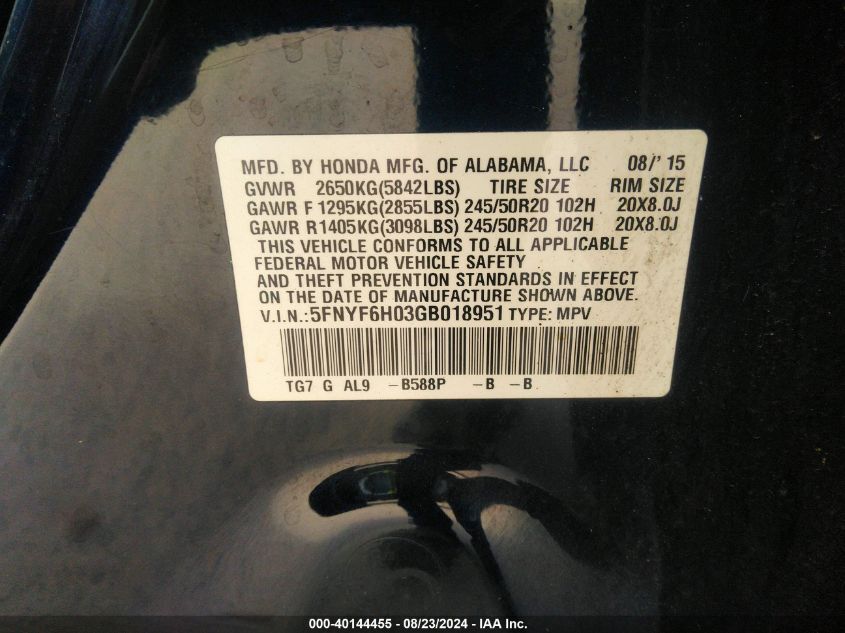 MFD. BY HONDA MFG. OF ALABAMA, LLC 08/'15
GVWR 2650KG(5842LBS) TIRE SIZE RIM SIZE
GAWR F 1295KG(2855LBS) 245/50R20 102H 20X8.0J
GAWR R1405KG(3098LBS) 245/50R20 102H 20X8.0J
THIS VEHICLE CONFORMS TO ALL APPLICABLE
FEDERAL MOTOR VEHICLE SAFETY
AND THEFT PREVENTION STANDARDS IN EFFECT
ON THE DATE OF MANUFACTURE SHOWN ABOVE.
V.I.N.:5FNYF6H03GB018951 TYPE: MPV
TG7 G AL9 -B588P -B -B
000-40144455 - 08/23/2024 - IAA Inc.